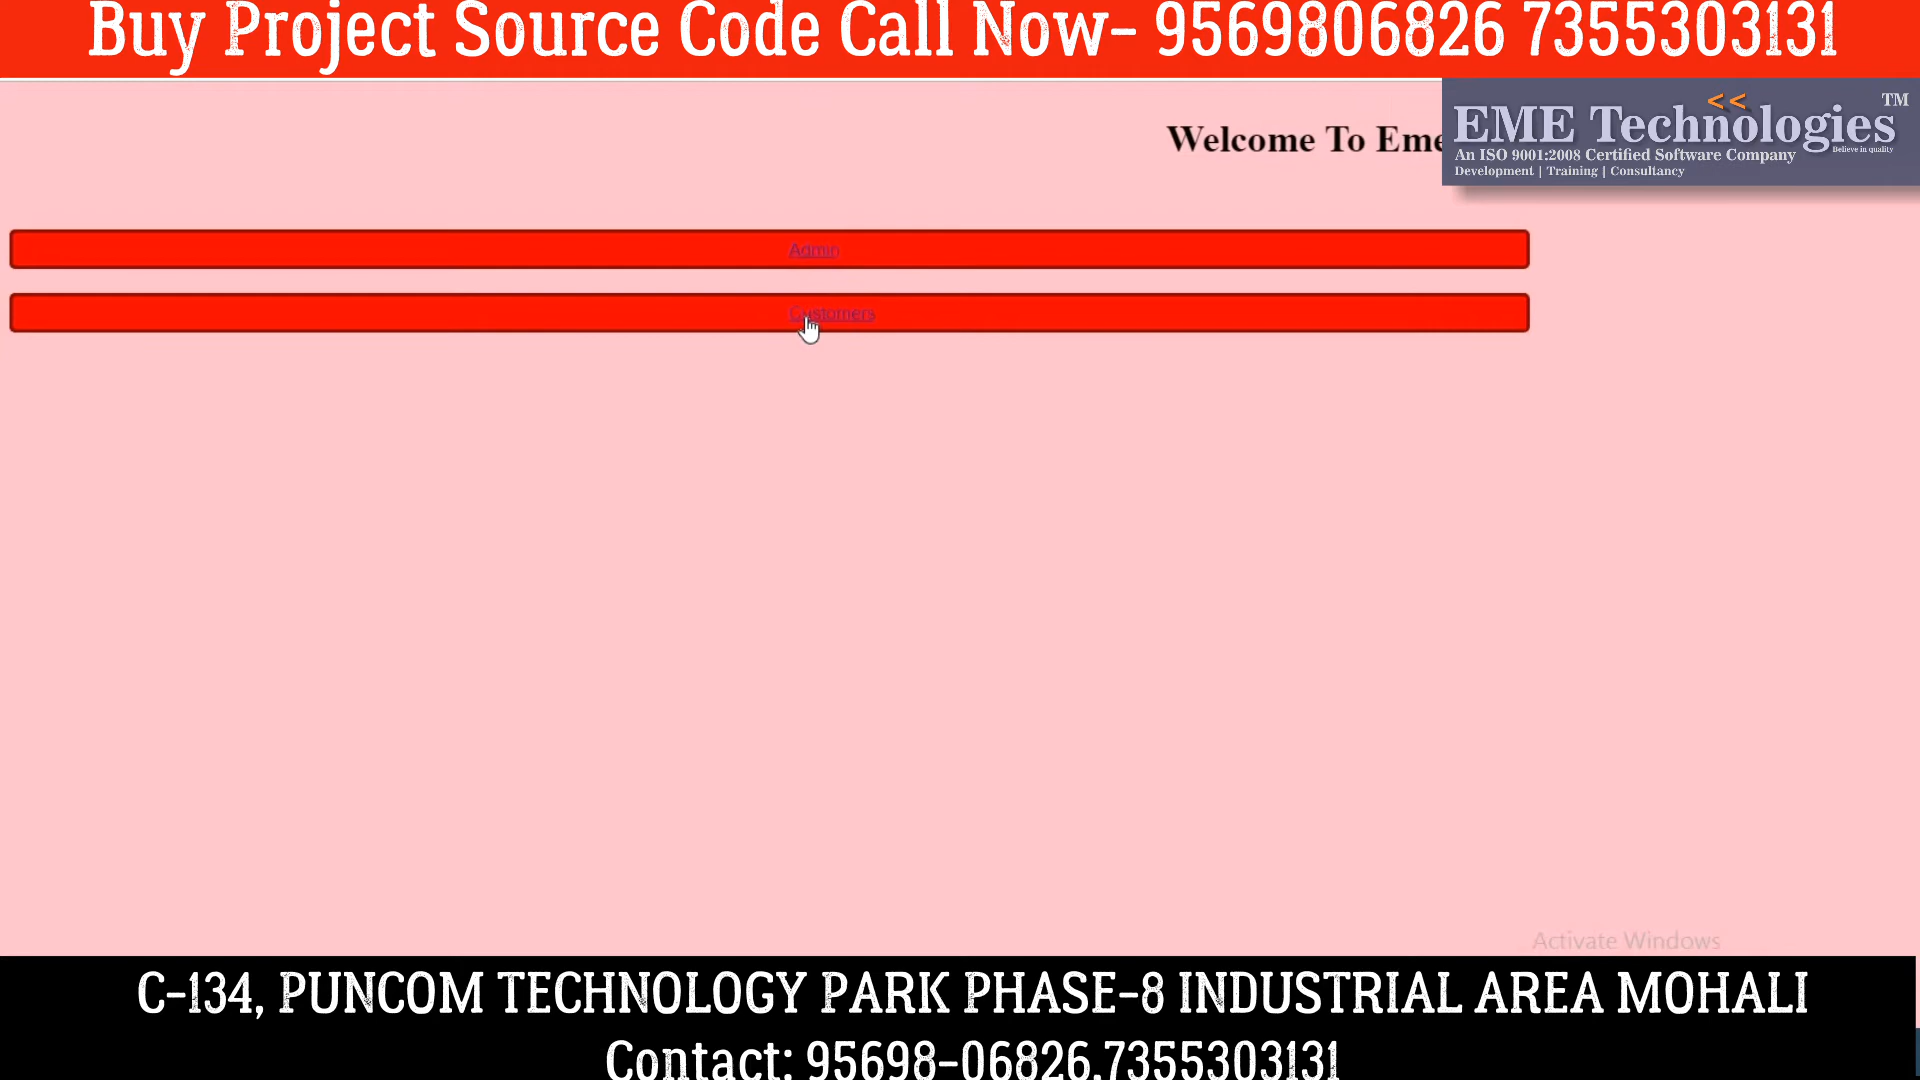 Buy Project Source Code Call Now- 9569806826 7355303131
<<
EME Technologies TM
An ISO 9001:2008 Certified Software Company
Believe in quality
Development | Training | Consultancy
Welcome To Eme
Admin
Customers
Activate Windows
C-134, PUNCOM TECHNOLOGY PARK PHASE-8 INDUSTRIAL AREA MOHALI
Contact: 95698-06826,7355303131